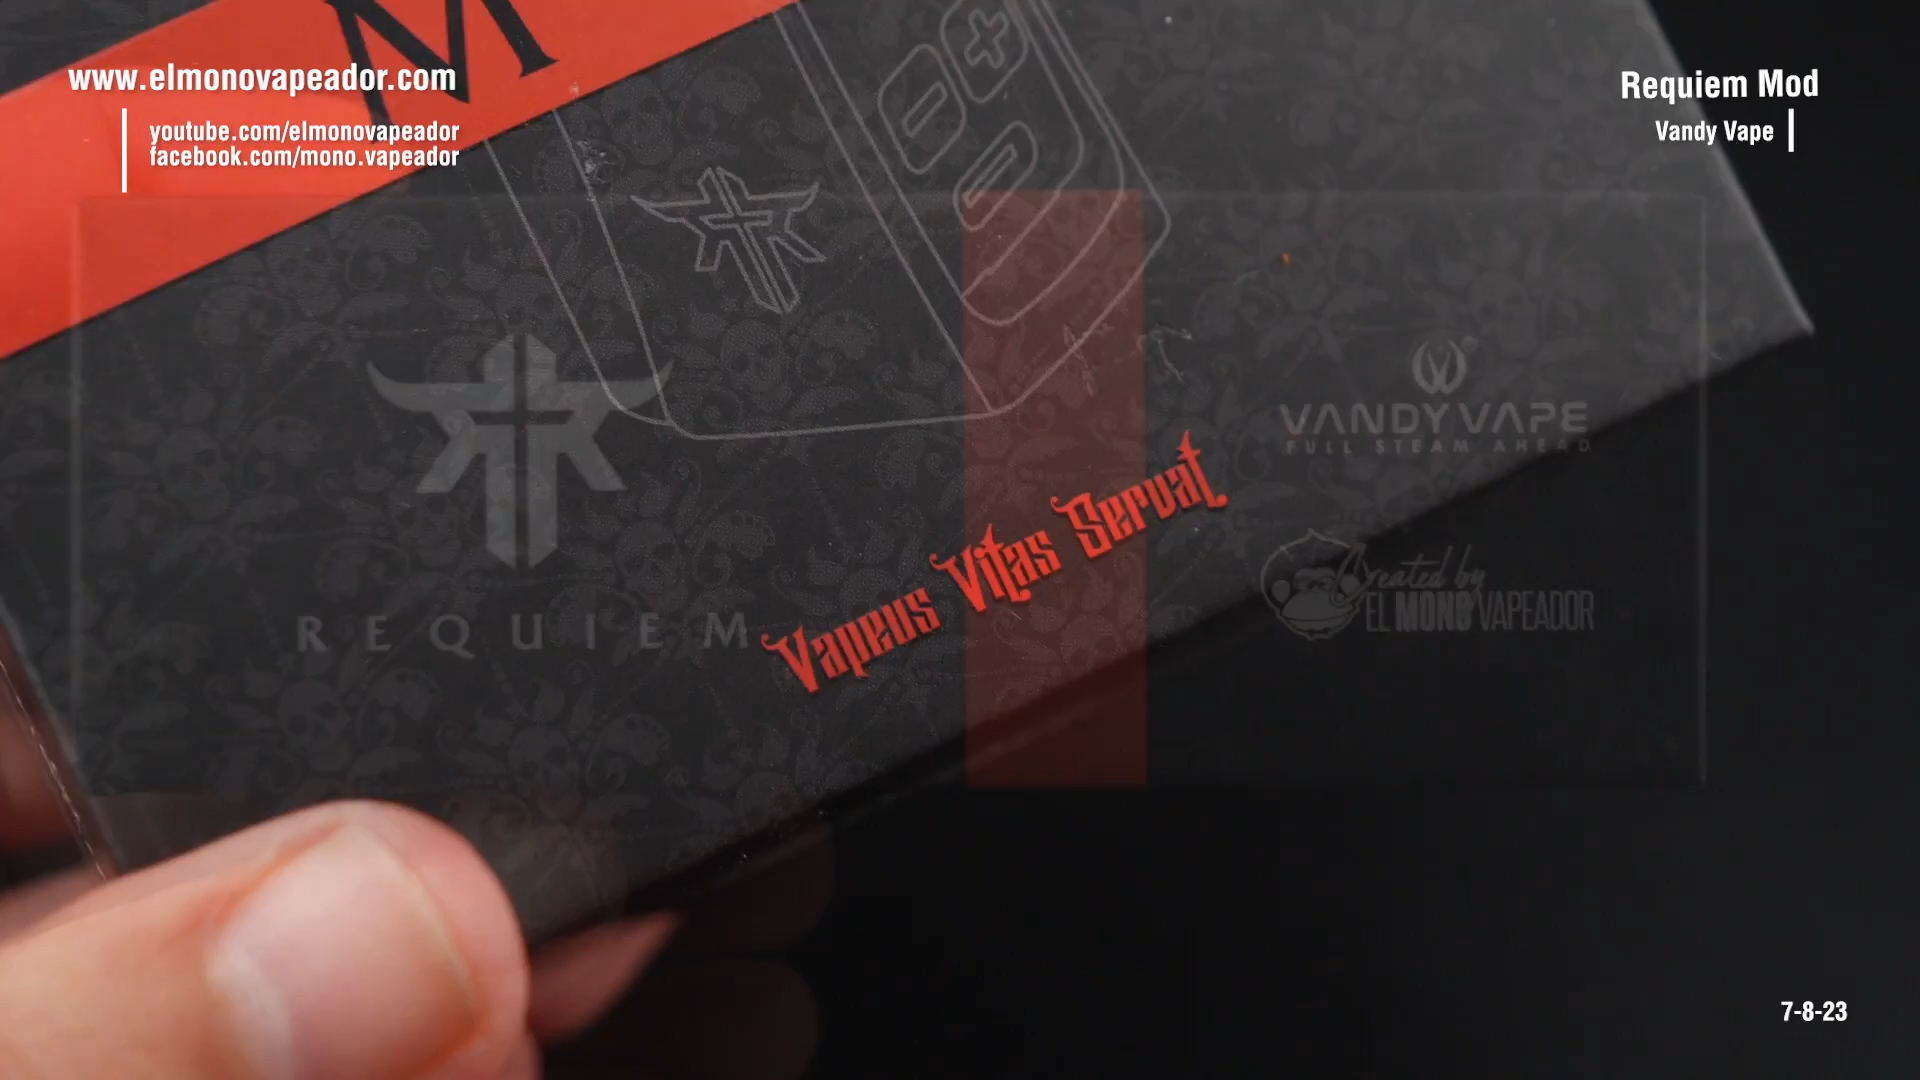 M
www.elmonovapeador.com
youtube.com/elmonovapeador
facebook.com/mono.vapeador
Requiem Mod
Vandy Vape
VANDY VAPE
FULL STEAM AHEAD
Vapeus Vitas Servat
REQUIEM
Created by
EL MONO VAPEADOR
7-8-23